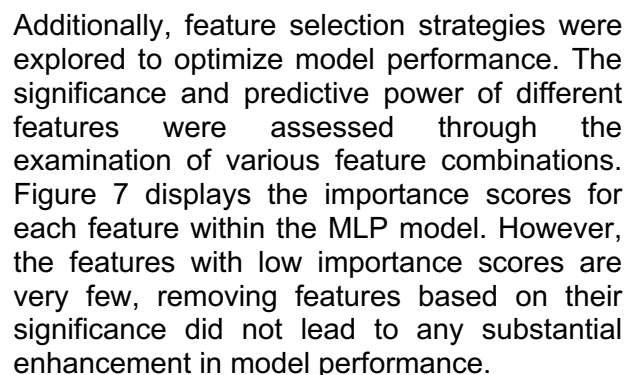 Additionally, feature selection strategies were
explored to optimize model performance. The
significance and predictive power of different
features were assessed through the
examination of various feature combinations.
Figure 7 displays the importance scores for
each feature within the MLP model. However,
the features with low importance scores are
very few, removing features based on their
significance did not lead to any substantial
enhancement in model performance.